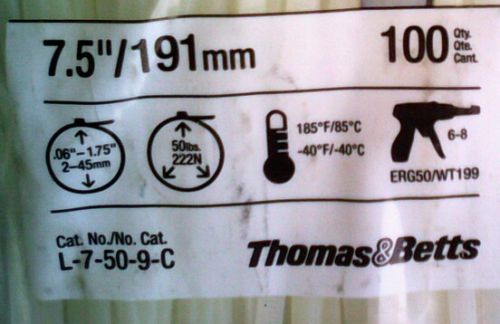 7.5"/191mm
100 Qty.
Qte.
Cant.
.06"-1.75"
2-45mm
50lbs.
222N
185°F/85°C
-40°F/-40°C
6-8
ERG50/WT199
Cat. No./No. Cat.
L-7-50-9-C
Thomas&Betts